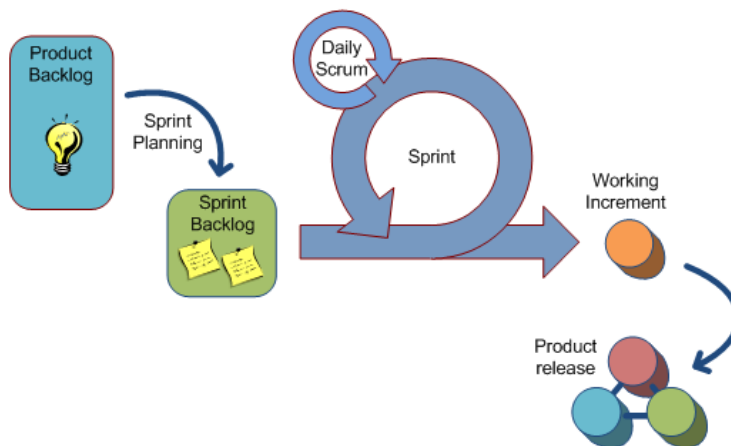 Product
Backlog
Sprint
Planning
Sprint
Backlog
Daily
Scrum
Sprint
Working
Increment
Product
release